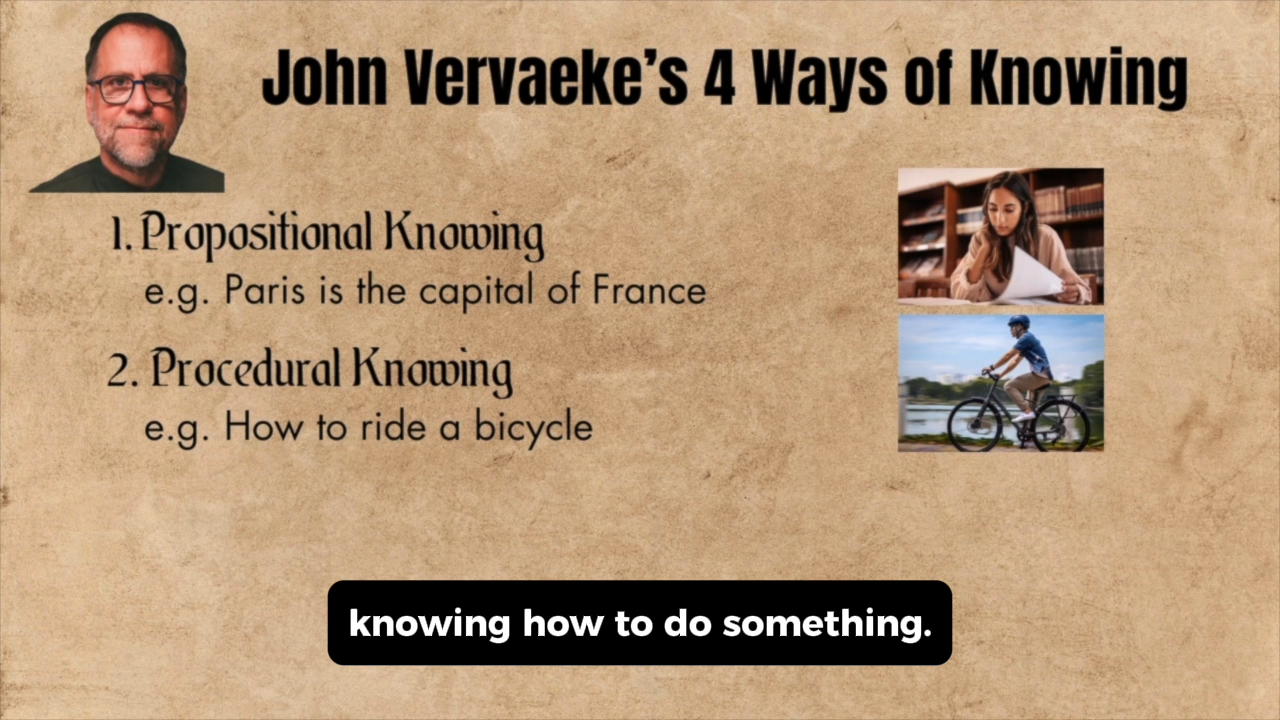 John Vervaeke’s 4 Ways of Knowing
1. Propositional Knowing
e.g. Paris is the capital of France
2. Procedural Knowing
e.g. How to ride a bicycle
knowing how to do something.